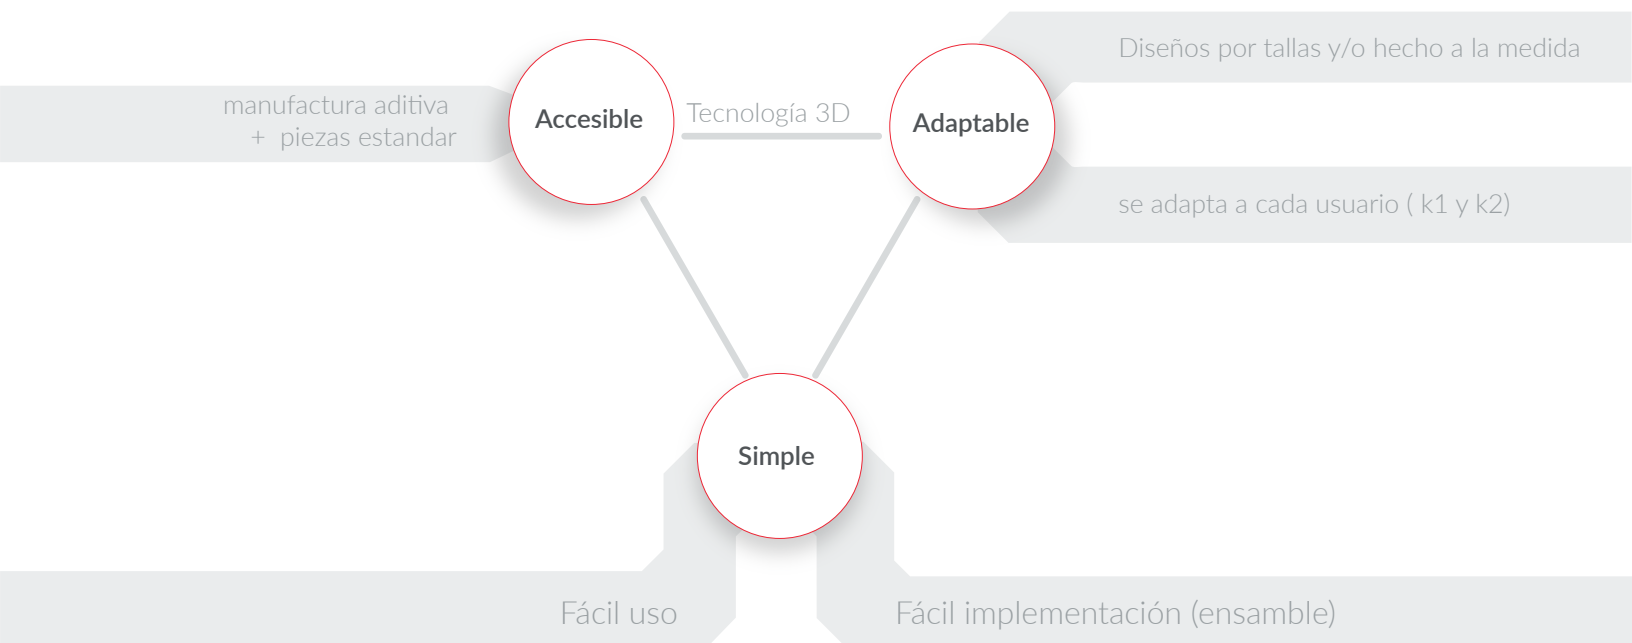 Diseños por tallas y/o hecho a la medida
manufactura aditiva
+ piezas estandar
Accesible
Tecnología 3D
Adaptable
se adapta a cada usuario ( k1 y k2)
Simple
Fácil uso
Fácil implementación (ensamble)